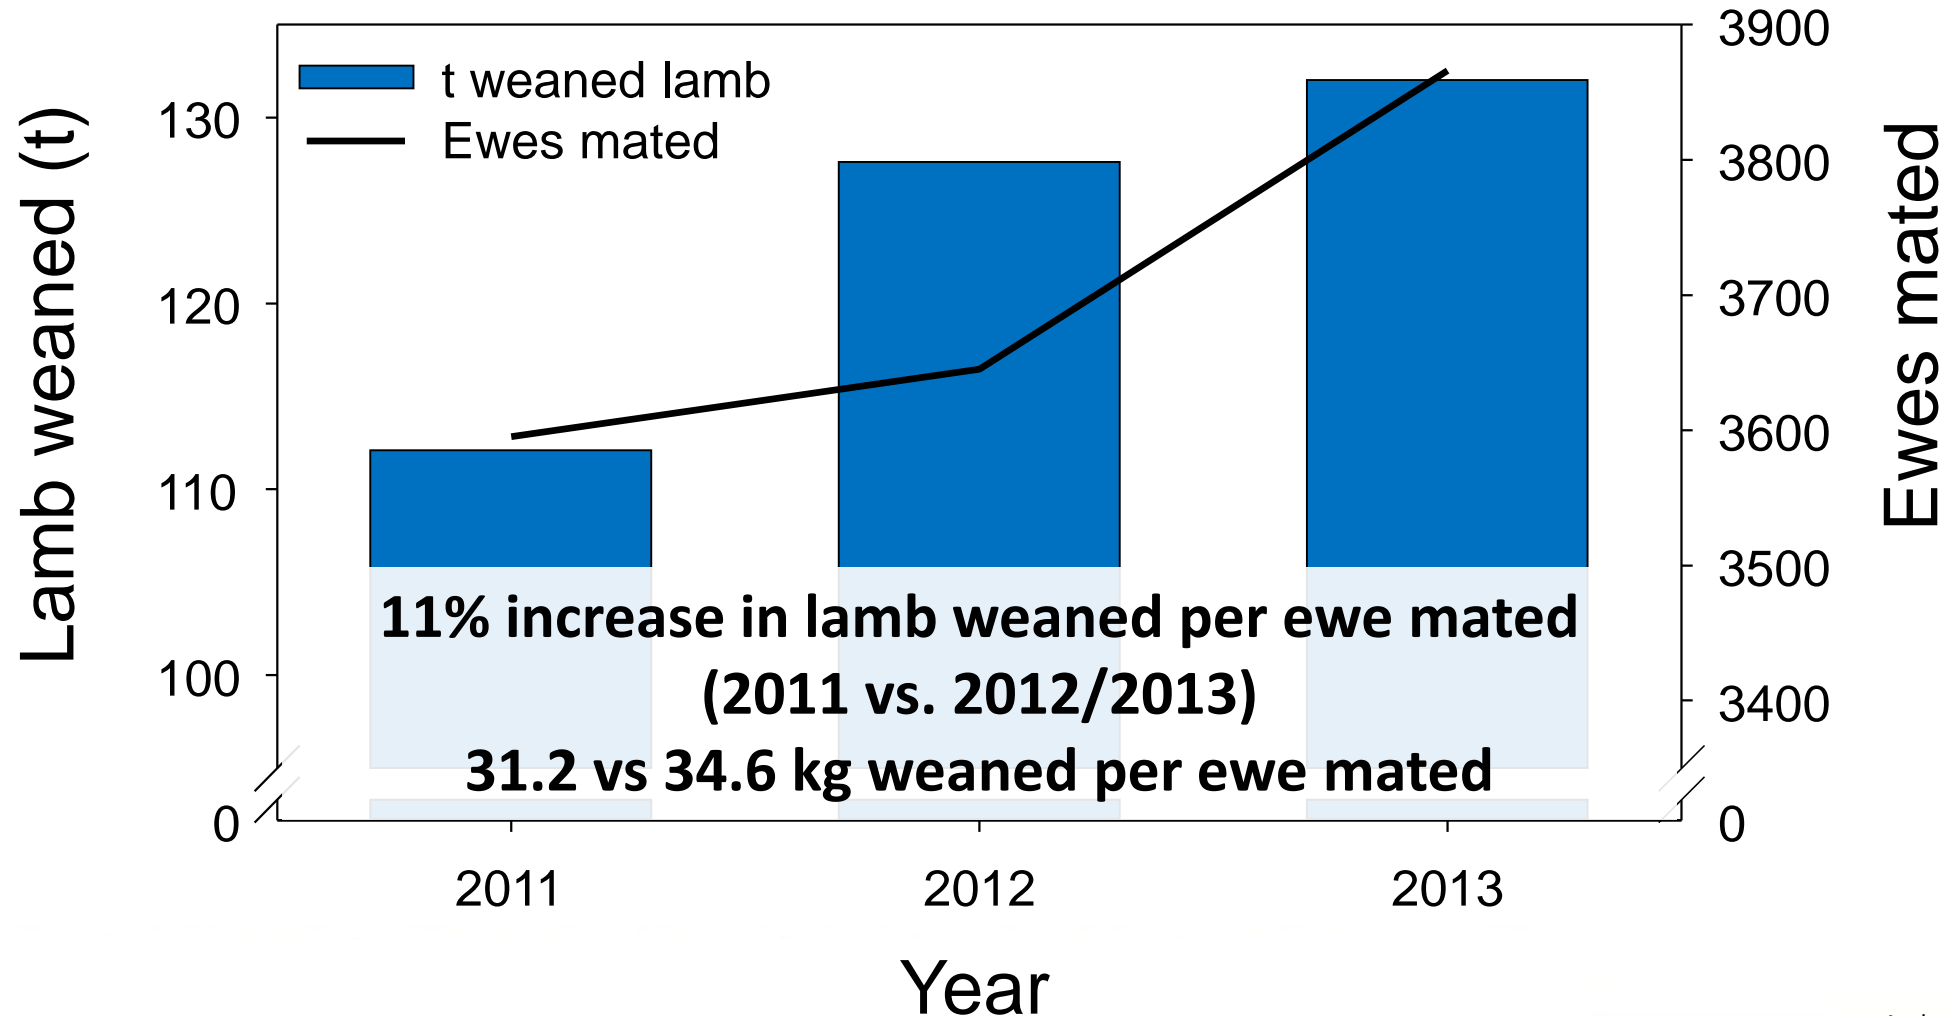 t weaned lamb
Ewes mated
Lamb weaned (t)
130
120
110
100
0
3900
3800
3700
3600
3500
3400
0
Ewes mated
11% increase in lamb weaned per ewe mated
(2011 vs. 2012/2013)
31.2 vs 34.6 kg weaned per ewe mated
2011
2012
2013
Year